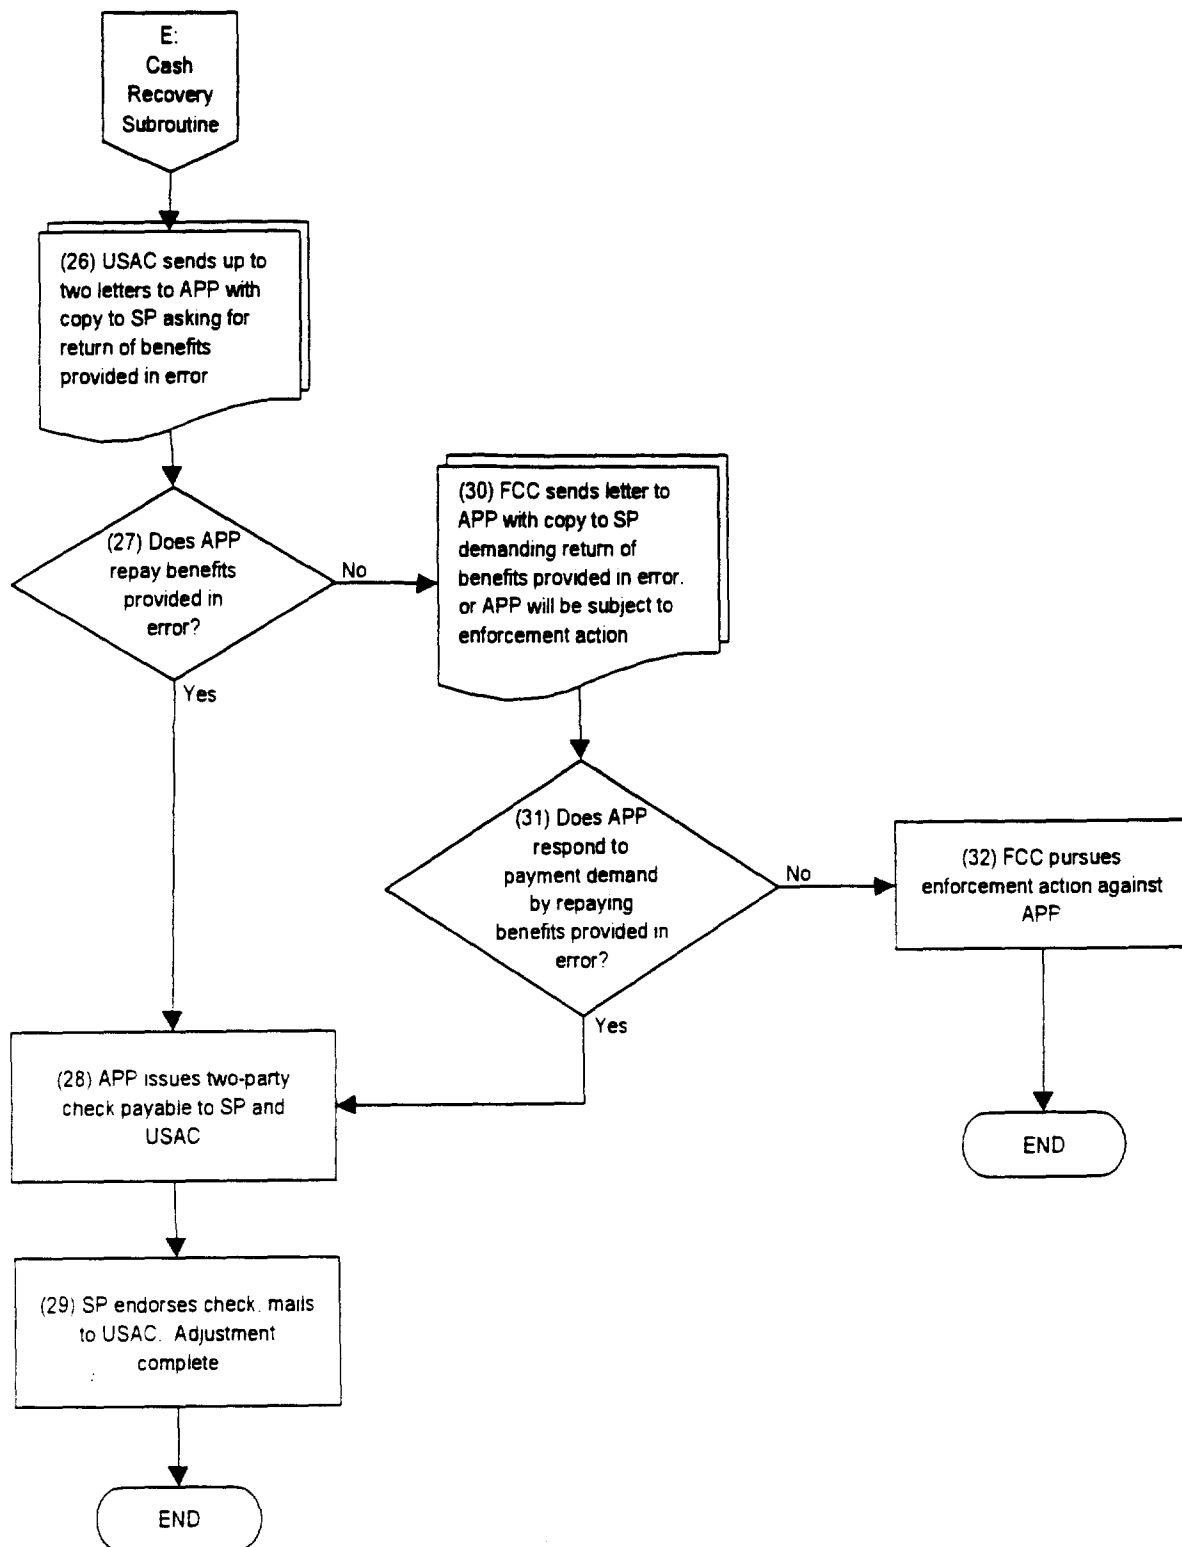 E:
Cash
Recovery
Subroutine
(26) USAC sends up to
two letters to APP with
copy to SP asking for
return of benefits
provided in error
(27) Does APP
repay benefits
provided in
error?
No
Yes
(30) FCC sends letter to
APP with copy to SP
demanding return of
benefits provided in error.
or APP will be subject to
enforcement action
(31) Does APP
respond to
payment demand
by repaying
benefits provided in
error?
No
Yes
(32) FCC pursues
enforcement action against
APP
END
(28) APP issues two-party
check payable to SP and
USAC
(29) SP endorses check. mails
to USAC. Adjustment
complete
END